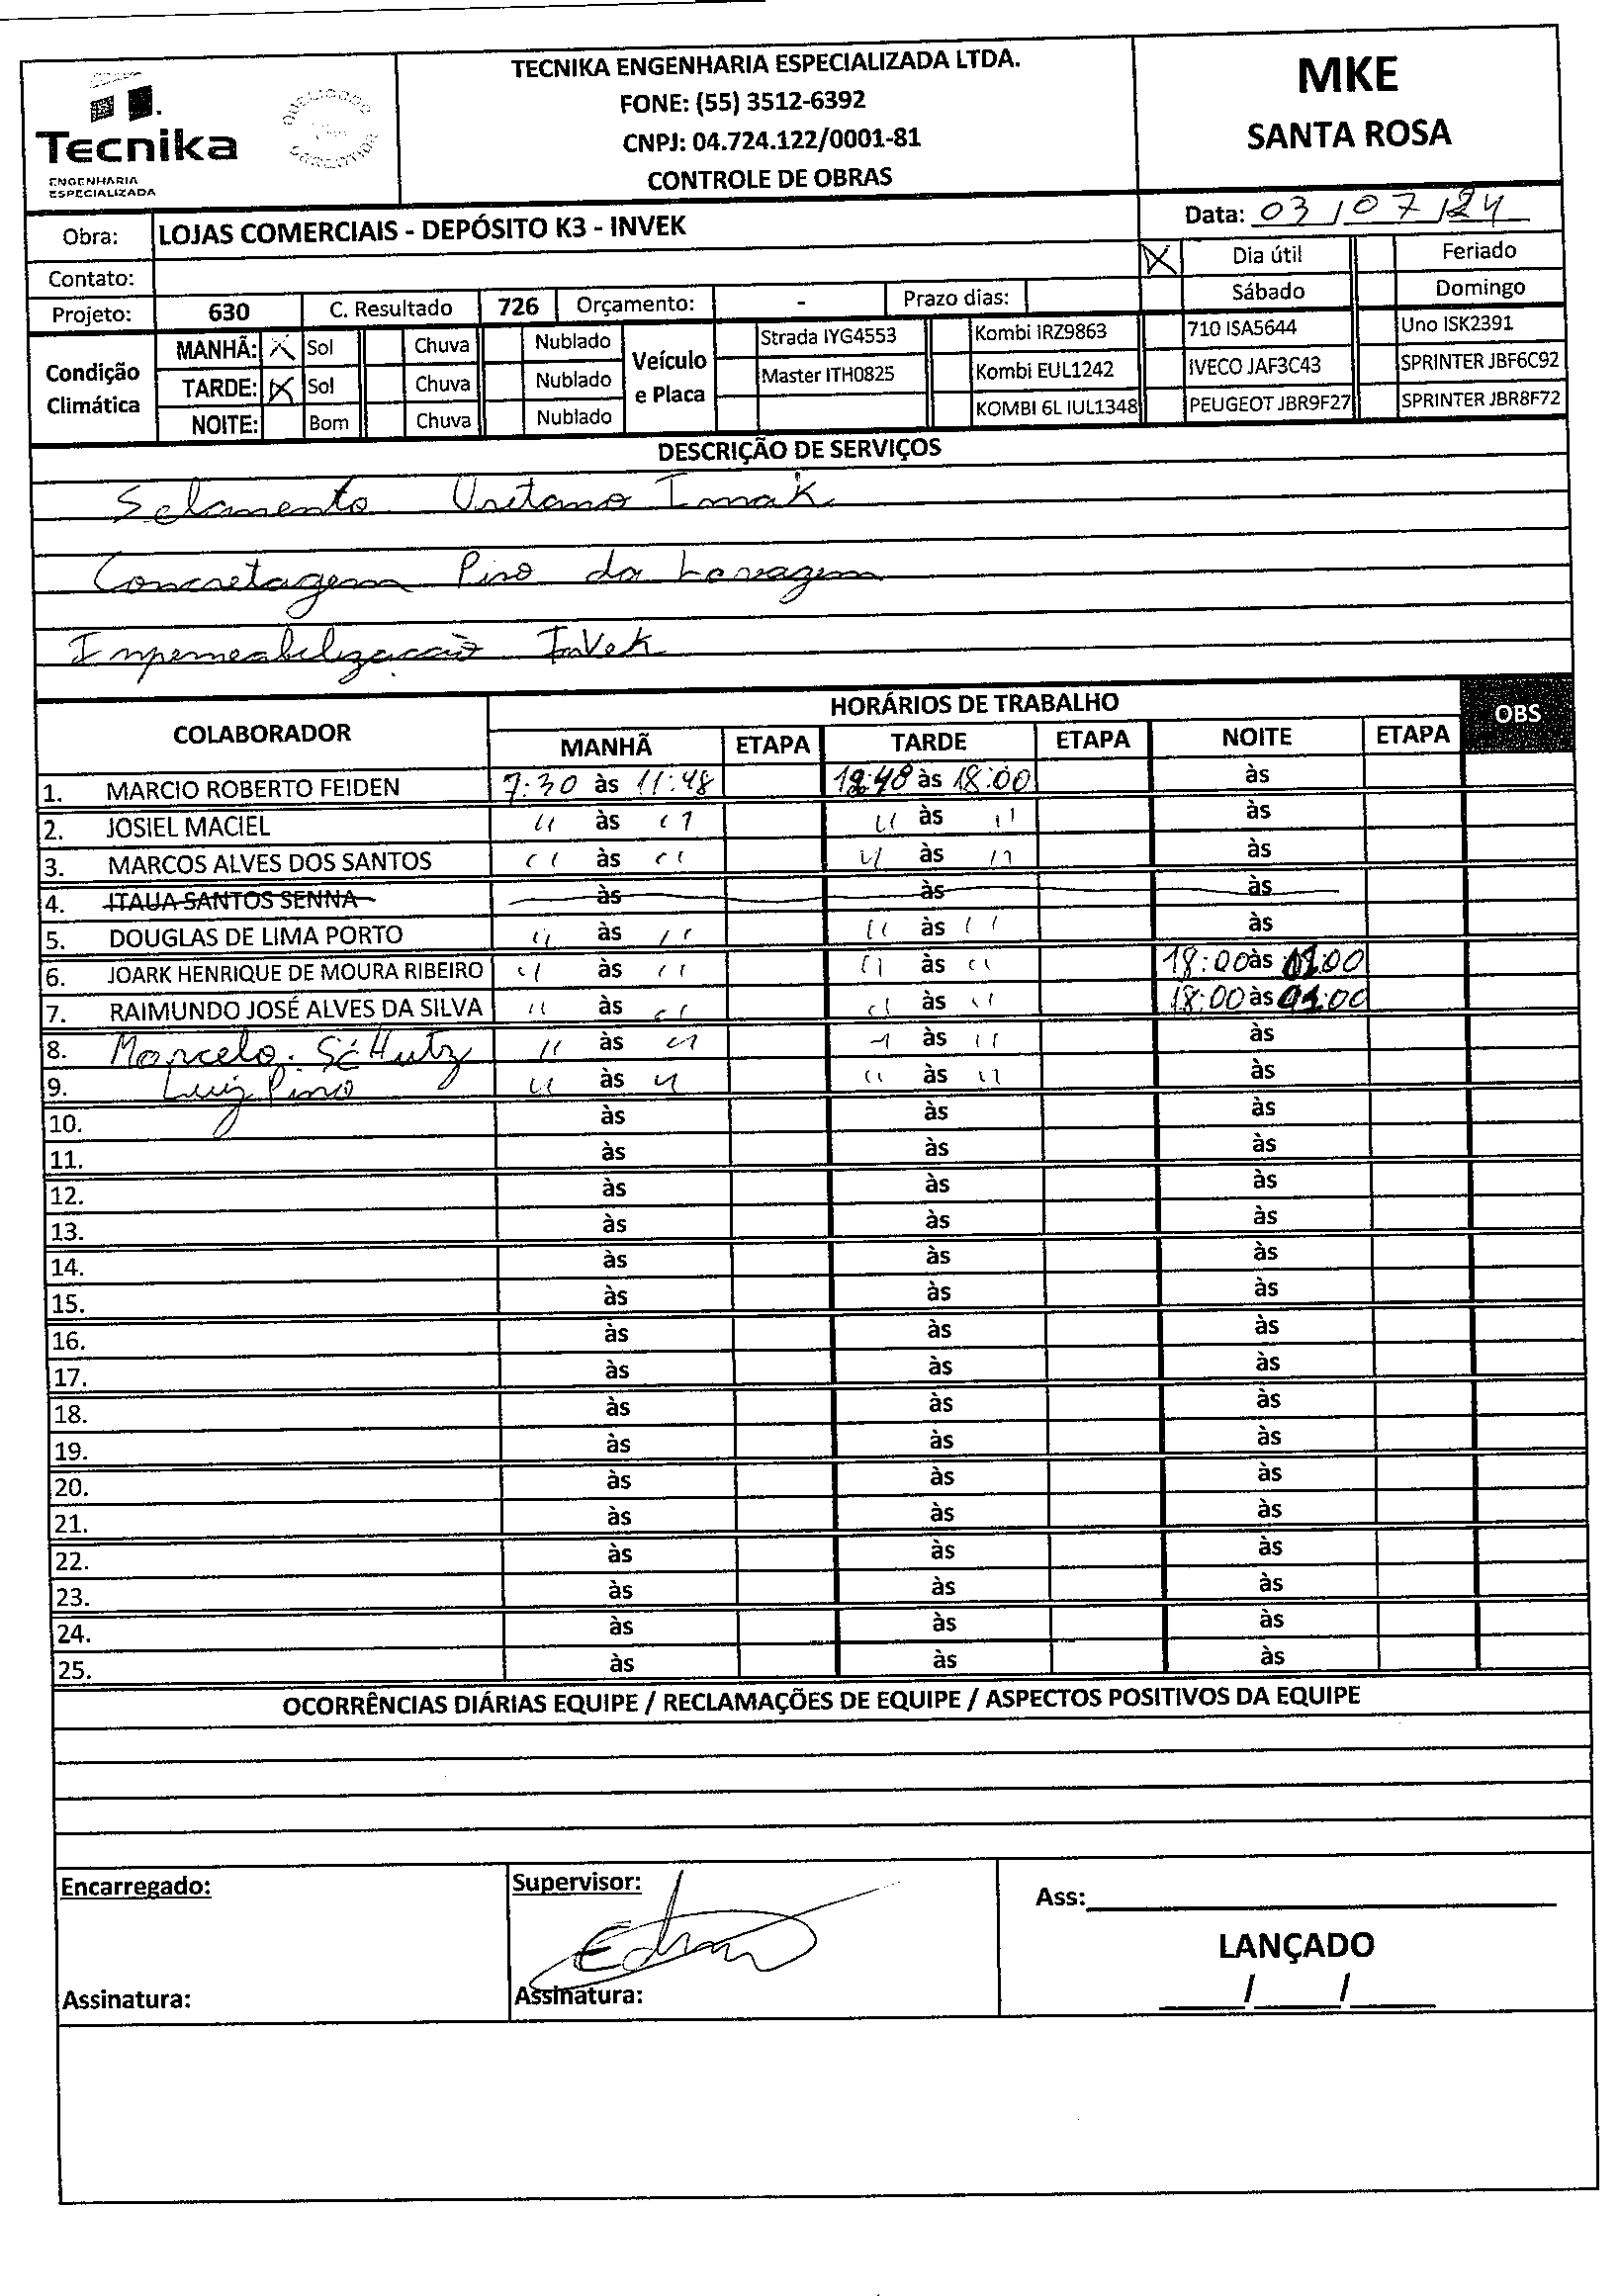 TECNIKA ENGENHARIA ESPECIALIZADA LTDA.
FONE: (55) 3512-6392
CNPJ: 04.724.122/0001-81
CONTROLE DE OBRAS
Tecnika
ENGENHARIA
ESPECIALIZADA
MKE
SANTA ROSA
Data: 03/07/24
Obra: LOJAS COMERCIAIS - DEPÓSITO K3 - INVEK
X Dia útil Feriado
Contato:
Sábado Domingo
Projeto: 630 C. Resultado 726 Orçamento: - Prazo dias:
Condição Climática
MANHÃ: X Sol Chuva Nublado
TARDE: X Sol Chuva Nublado
NOITE: Bom Chuva Nublado
Veículo e Placa
Strada IYG4553 Kombi IRZ9863 710 ISA5644 Uno ISK2391
Master ITH0825 Kombi EUL1242 IVECO JAF3C43 SPRINTER JBF6C92
KOMBI 6L IUL1348 PEUGEOT JBR9F27 SPRINTER JBR8F72
DESCRIÇÃO DE SERVIÇOS
Selamento Uretano Imak
Concretagem Piso da Lavagem
Impermeabilização InVek
COLABORADOR HORÁRIOS DE TRABALHO OBS
MANHÃ ETAPA TARDE ETAPA NOITE ETAPA
1. MARCIO ROBERTO FEIDEN 7:30 às 11:48 12:48 às 18:00 às
2. JOSIEL MACIEL " às " " às " às
3. MARCOS ALVES DOS SANTOS " às " " às " às
4. ITAUA SANTOS SENNA às às às
5. DOUGLAS DE LIMA PORTO " às " " às " às
6. JOARK HENRIQUE DE MOURA RIBEIRO " às " " às " 18:00 às
7. RAIMUNDO JOSÉ ALVES DA SILVA " às " " às " 18:00 às
8. Marcelo Schutz " às " " às " às
9. Luiz Pino " às " " às " às
10. às às às
11. às às às
12. às às às
13. às às às
14. às às às
15. às às às
16. às às às
17. às às às
18. às às às
19. às às às
20. às às às
21. às às às
22. às às às
23. às às às
24. às às às
25. às às às
OCORRÊNCIAS DIÁRIAS EQUIPE / RECLAMAÇÕES DE EQUIPE / ASPECTOS POSITIVOS DA EQUIPE
Encarregado: Supervisor: Ass:
LANÇADO
Assinatura: Assinatura: / /